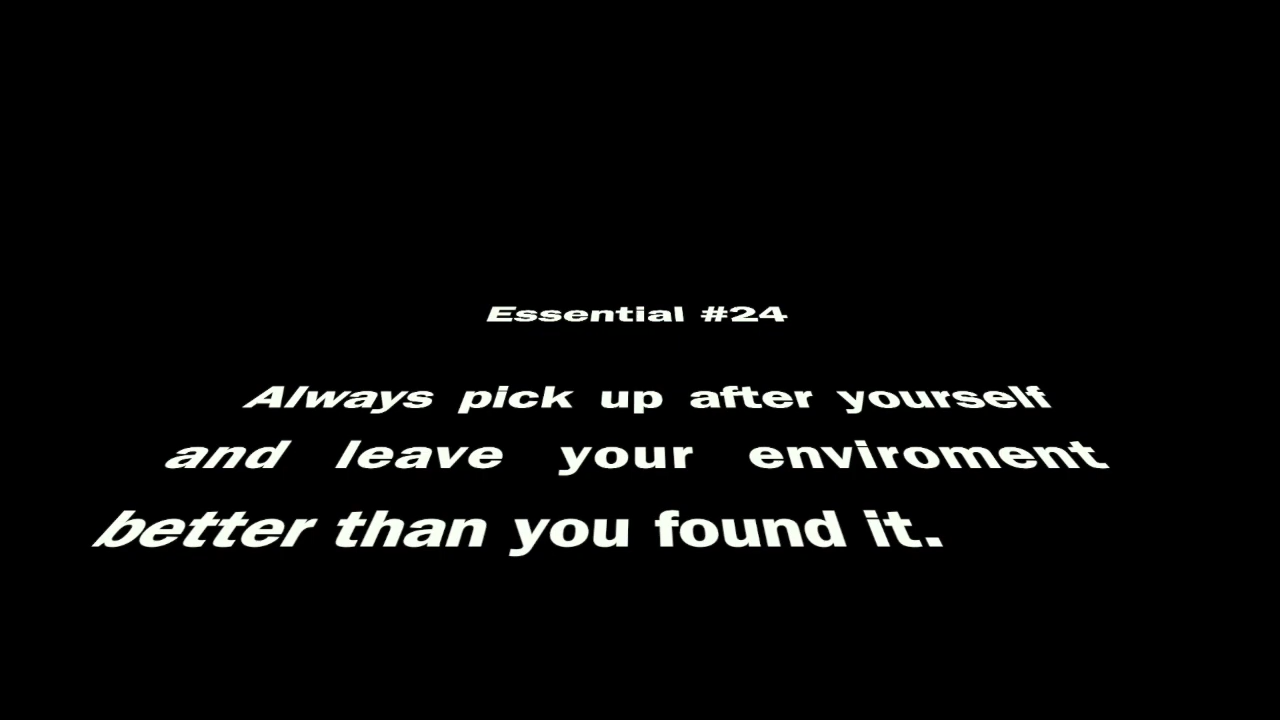 Essential #24
Always pick up after yourself
and leave your enviroment
better than you found it.